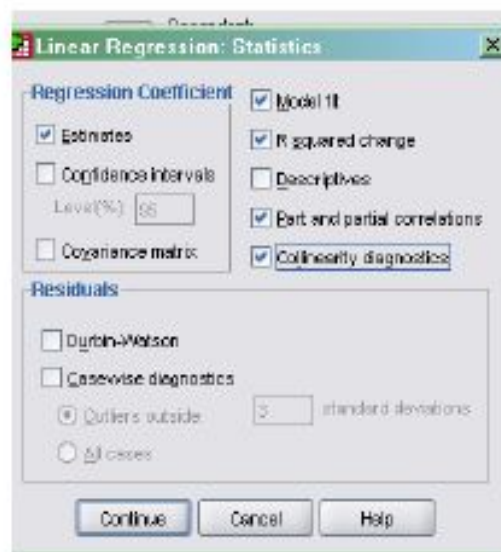 Linear Regression: Statistics
Regression Coefficient
Estimates
Confidence intervals
Level(%): 95
Covariance matrix
Model fit
R squared change
Descriptives
Part and partial correlations
Collinearity diagnostics
Residuals
Durbin-Watson
Casewise diagnostics
Outliers outside
3 standard deviations
All cases
Continue
Cancel
Help